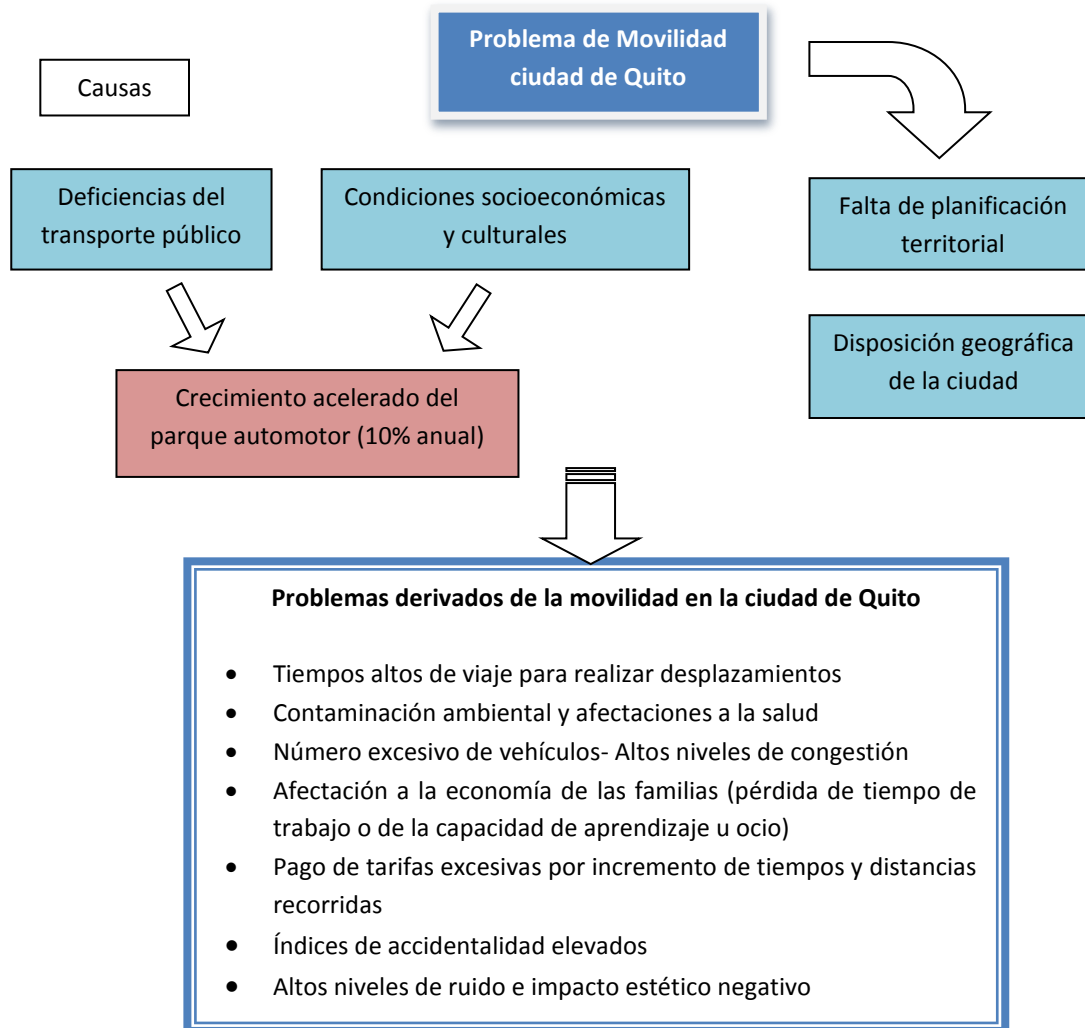 Problema de Movilidad
ciudad de Quito
Causas
Deficiencias del
transporte público
Condiciones socioeconómicas
y culturales
Falta de planificación
territorial
Disposición geográfica
de la ciudad
Crecimiento acelerado del
parque automotor (10% anual)
Problemas derivados de la movilidad en la ciudad de Quito
• Tiempos altos de viaje para realizar desplazamientos
• Contaminación ambiental y afectaciones a la salud
• Número excesivo de vehículos- Altos niveles de congestión
• Afectación a la economía de las familias (pérdida de tiempo de
trabajo o de la capacidad de aprendizaje u ocio)
• Pago de tarifas excesivas por incremento de tiempos y distancias
recorridas
• Índices de accidentalidad elevados
• Altos niveles de ruido e impacto estético negativo